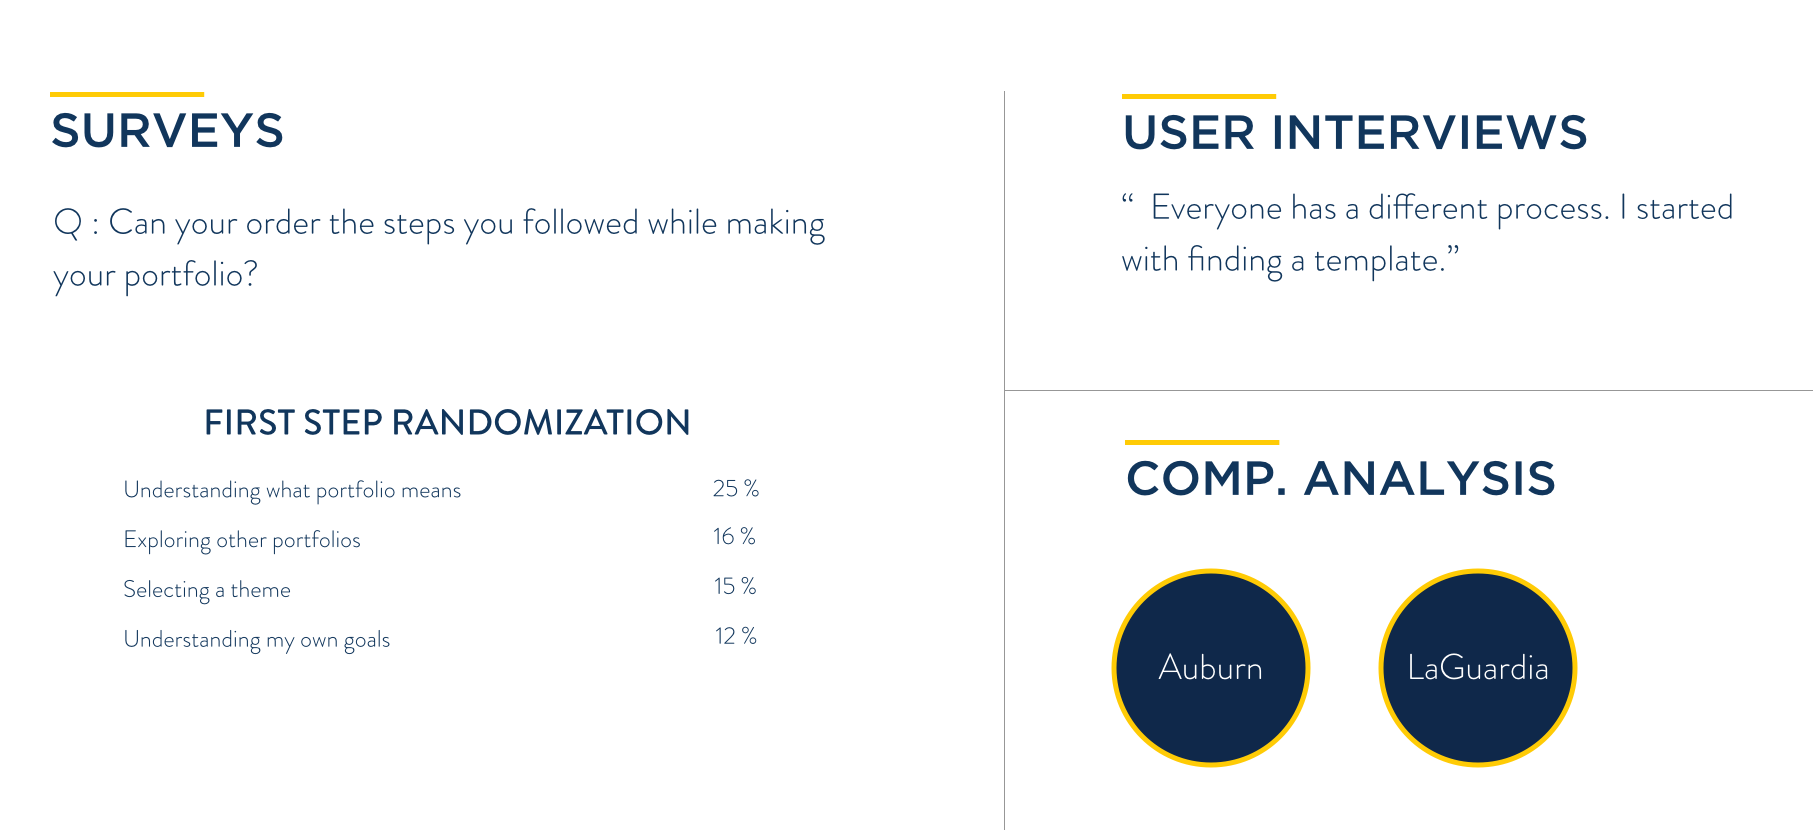 SURVEYS
Q : Can your order the steps you followed while making
your portfolio?
FIRST STEP RANDOMIZATION
Understanding what portfolio means 25 %
Exploring other portfolios 16 %
Selecting a theme 15 %
Understanding my own goals 12 %
USER INTERVIEWS
“ Everyone has a different process. I started
with finding a template.”
COMP. ANALYSIS
Auburn
LaGuardia